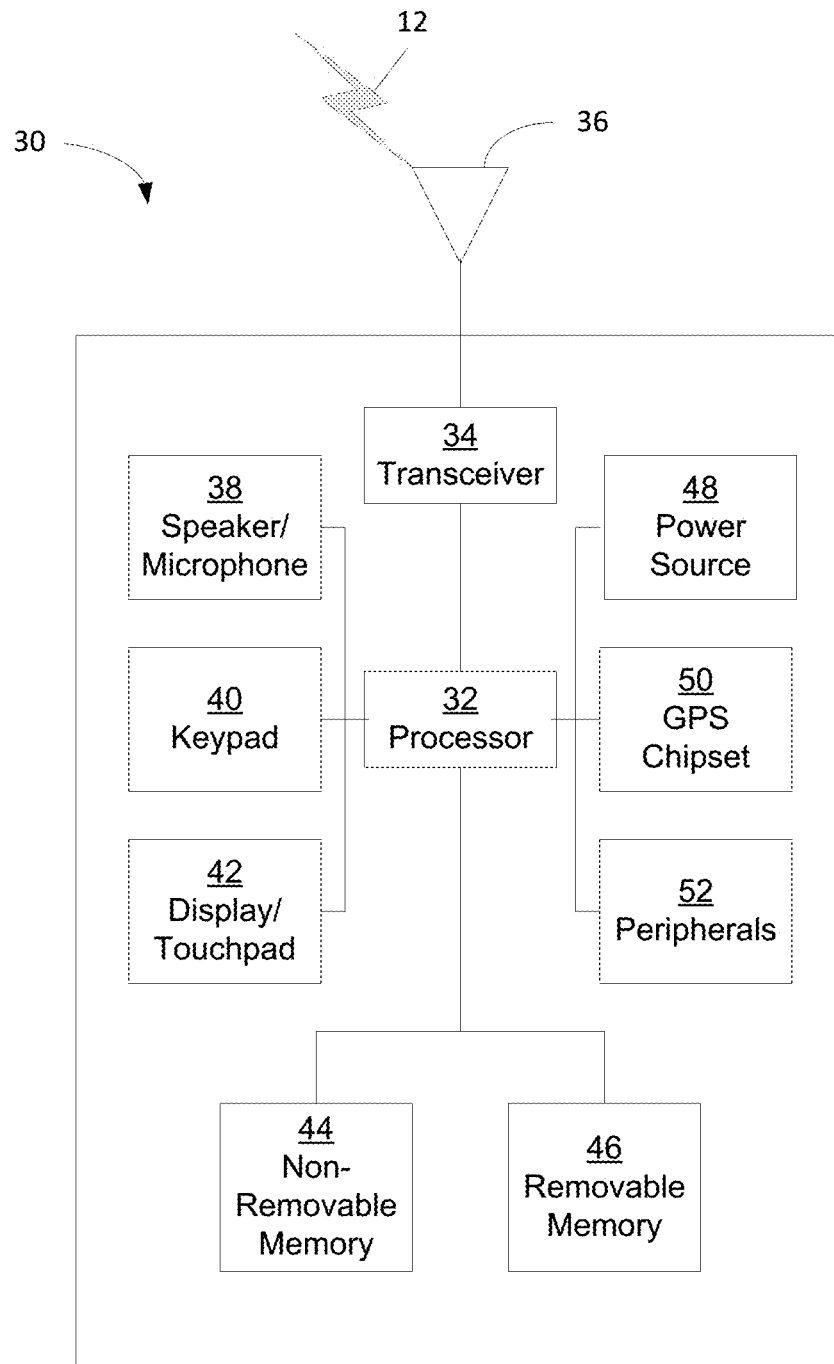 12
36
30
34
Transceiver
38
Speaker/
Microphone
48
Power
Source
40
Keypad
32
Processor
50
GPS
Chipset
42
Display/
Touchpad
52
Peripherals
44
Non-
Removable
Memory
46
Removable
Memory